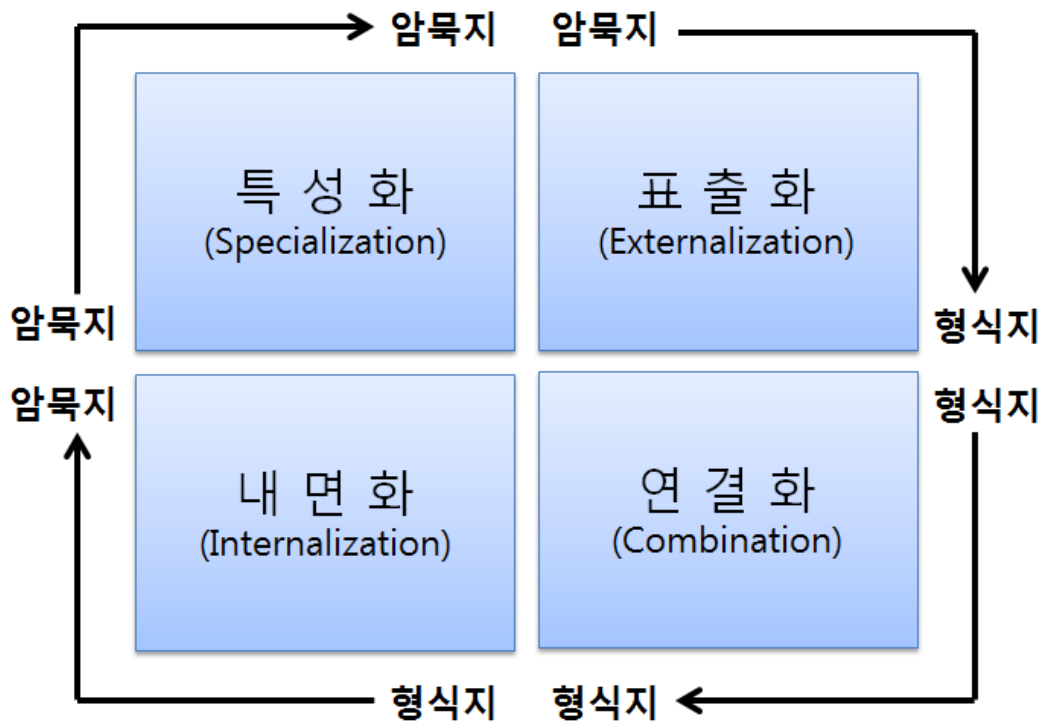 암묵지 암묵지
특 성 화
(Specialization)
표 출 화
(Externalization)
암묵지
형식지
암묵지
형식지
내 면 화
(Internalization)
연 결 화
(Combination)
형식지 형식지